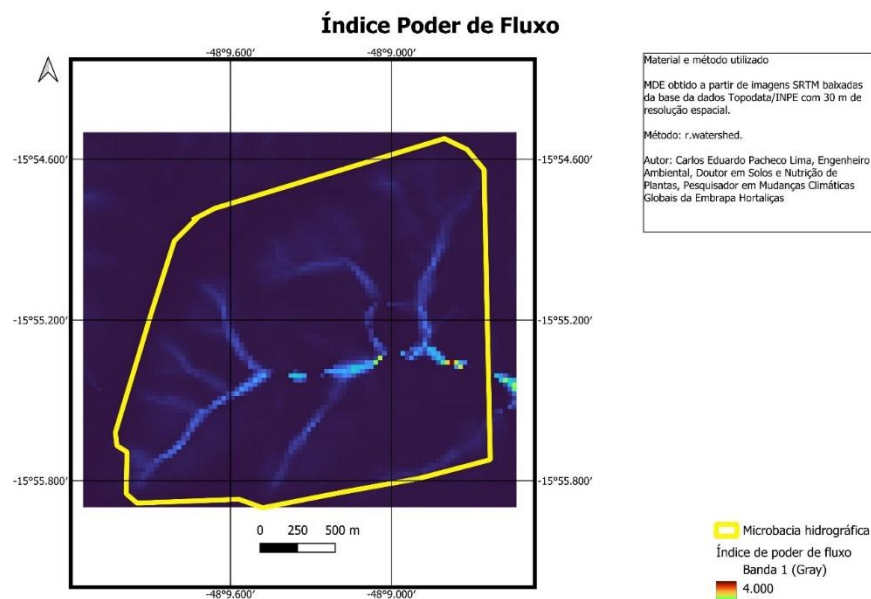 Índice Poder de Fluxo
-48°9.600' -48°9.000'
Material e método utilizado
MDE obtido a partir de imagens SRTM baixadas
da base da dados Topodata/INPE com 30 m de
resolução espacial.
Método: r.watershed.
Autor: Carlos Eduardo Pacheco Lima, Engenheiro
Ambiental, Doutor em Solos e Nutrição de
Plantas, Pesquisador em Mudanças Climáticas
Globais da Embrapa Hortaliças
-15°54.600' -15°54.600'
-15°55.200' -15°55.200'
-15°55.800' -15°55.800'
0 250 500 m
-48°9.600' -48°9.000'
Microbacia hidrográfica
Índice de poder de fluxo
Banda 1 (Gray)
4.000